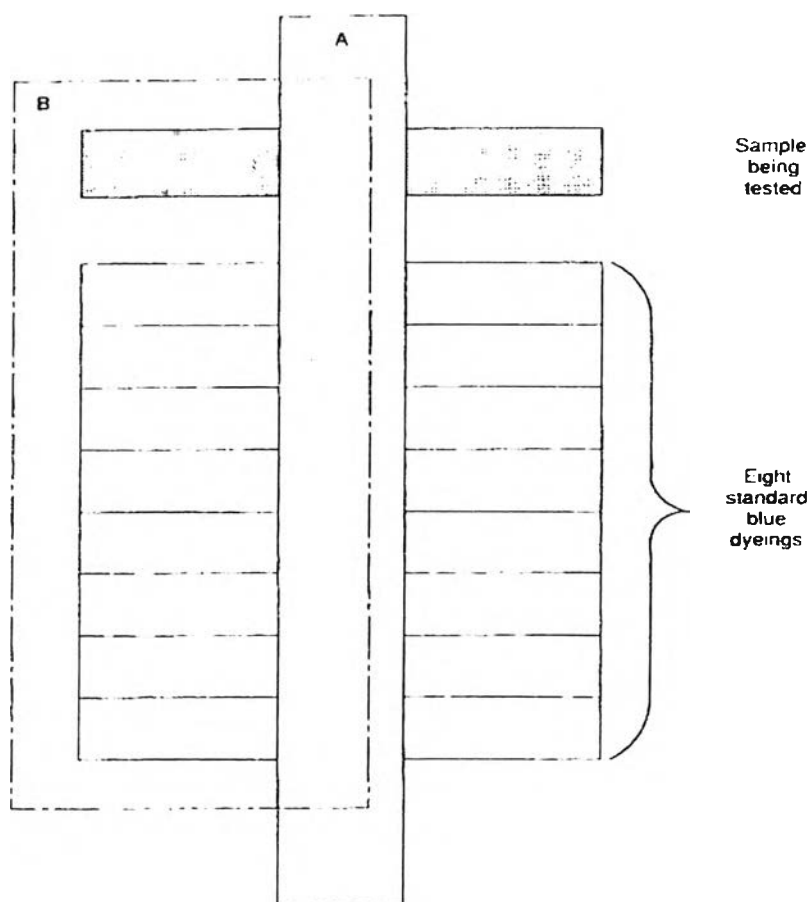 A
B
Sample
being
tested
Eight
standard
blue
dyeings